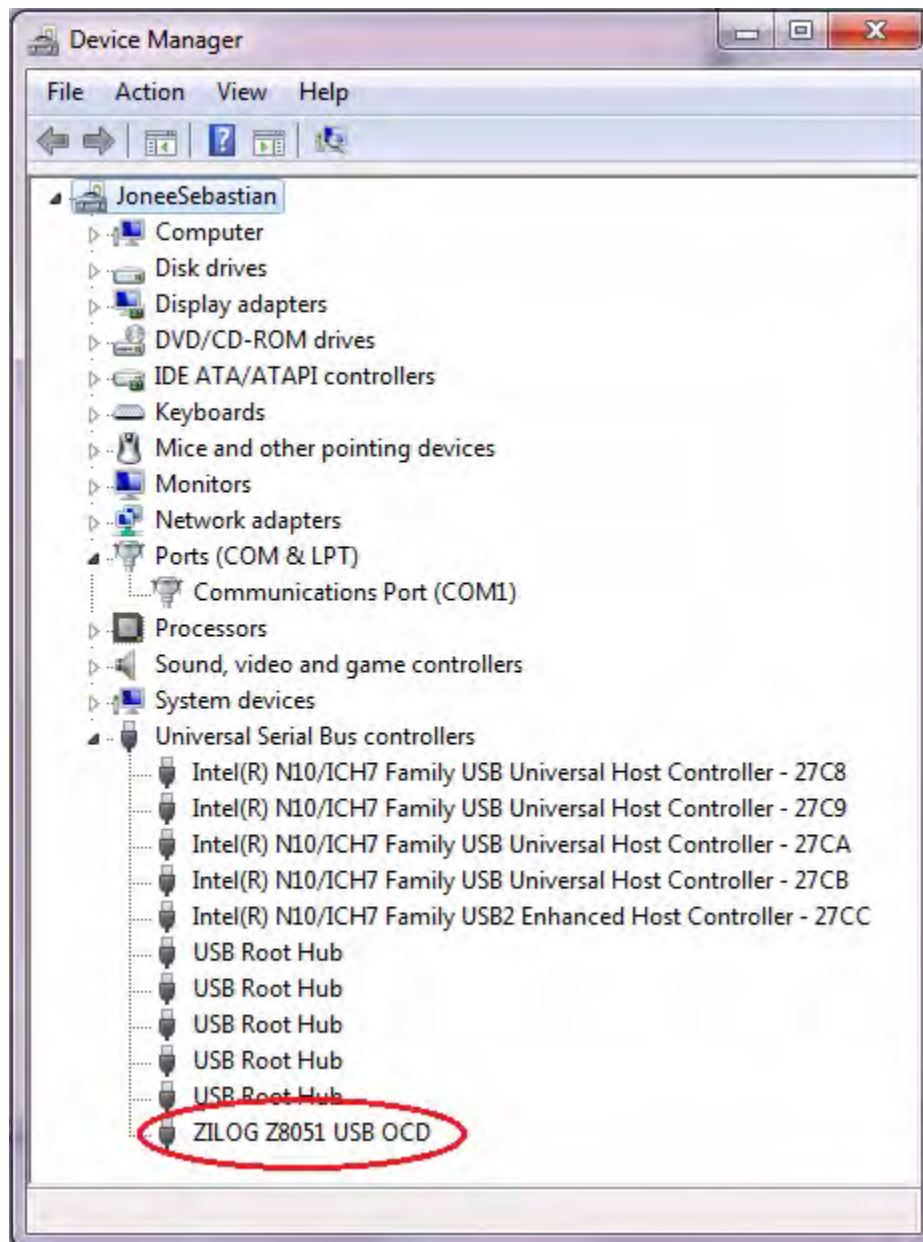 Device Manager
File Action View Help
JoneeSebastian
Computer
Disk drives
Display adapters
DVD/CD-ROM drives
IDE ATA/ATAPI controllers
Keyboards
Mice and other pointing devices
Monitors
Network adapters
Ports (COM & LPT)
Communications Port (COM1)
Processors
Sound, video and game controllers
System devices
Universal Serial Bus controllers
Intel(R) N10/ICH7 Family USB Universal Host Controller - 27C8
Intel(R) N10/ICH7 Family USB Universal Host Controller - 27C9
Intel(R) N10/ICH7 Family USB Universal Host Controller - 27CA
Intel(R) N10/ICH7 Family USB Universal Host Controller - 27CB
Intel(R) N10/ICH7 Family USB2 Enhanced Host Controller - 27CC
USB Root Hub
USB Root Hub
USB Root Hub
USB Root Hub
USB Root Hub
ZILOG Z8051 USB OCD